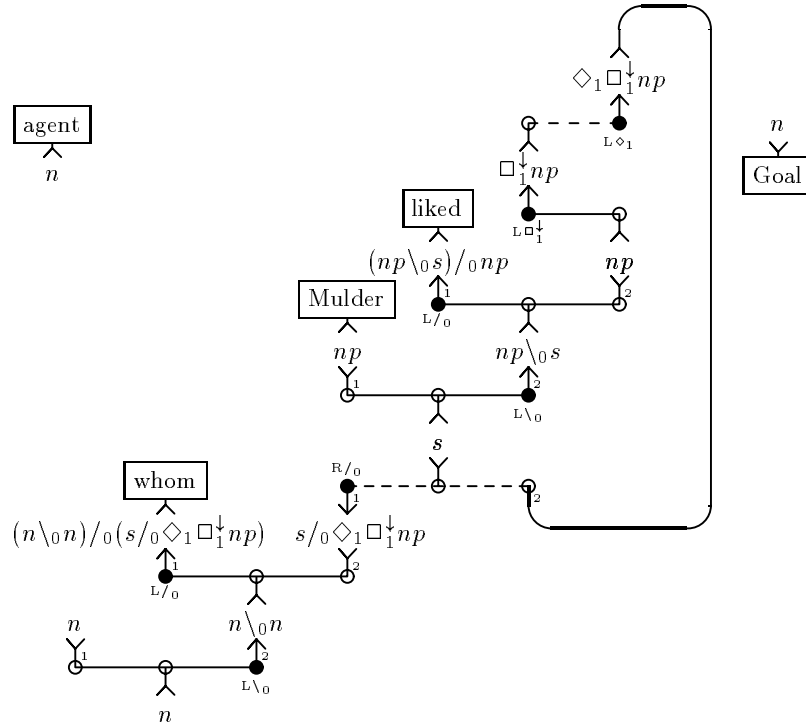 ◇₁□₁↓np
agent
n
L◇₁
n
□₁↓np
Goal
liked
L□₁↓
(np\₀s)/₀np
np
Mulder
1
L/₀
2
np
np\₀s
1
2
L\₀
s
whom
R/₀
1
2
(n\₀n)/₀(s/₀◇₁□₁↓np)
s/₀◇₁□₁↓np
1
L/₀
2
n
n\₀n
1
2
L\₀
n